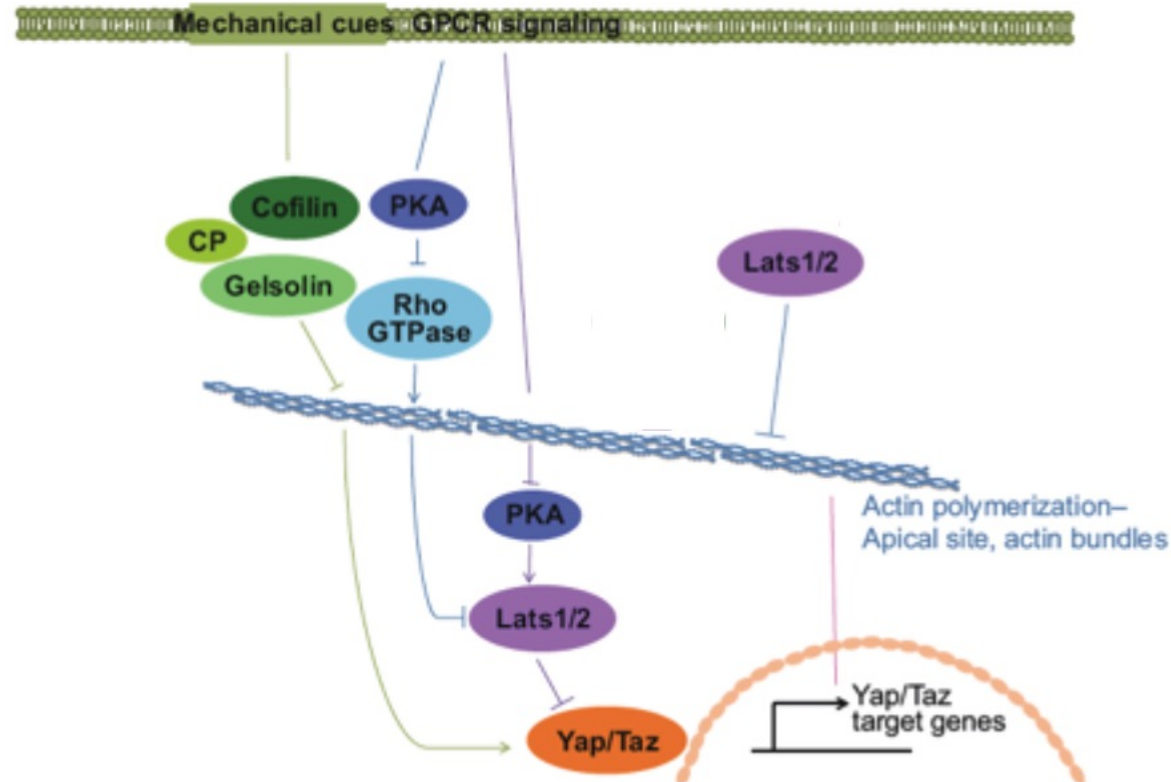 Mechanical cues GPCR signaling
Cofilin
PKA
CP
Gelsolin
Rho
GTPase
Lats1/2
PKA
Actin polymerization–
Apical site, actin bundles
Lats1/2
Yap/Taz
Yap/Taz
target genes